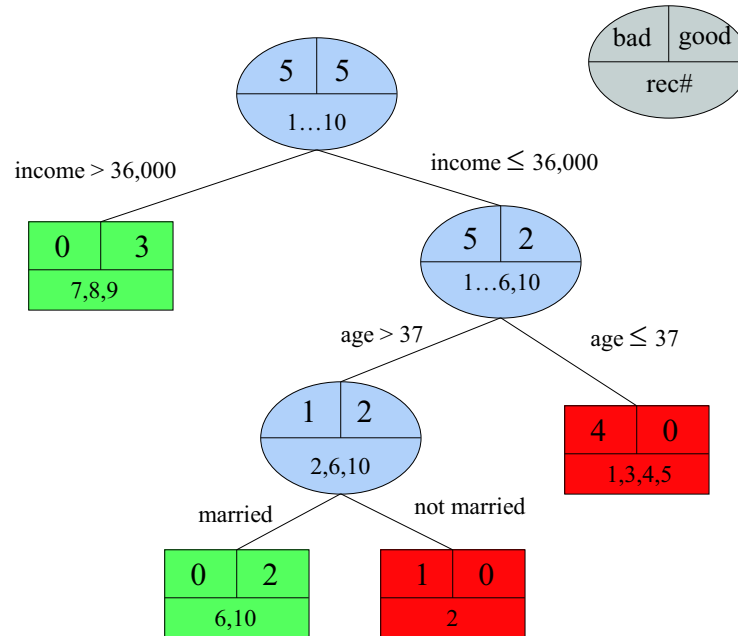 bad good
rec#
5 5
1…10
income > 36,000
income ≤ 36,000
0 3
7,8,9
5 2
1…6,10
age > 37
age ≤ 37
1 2
2,6,10
4 0
1,3,4,5
married
not married
0 2
6,10
1 0
2